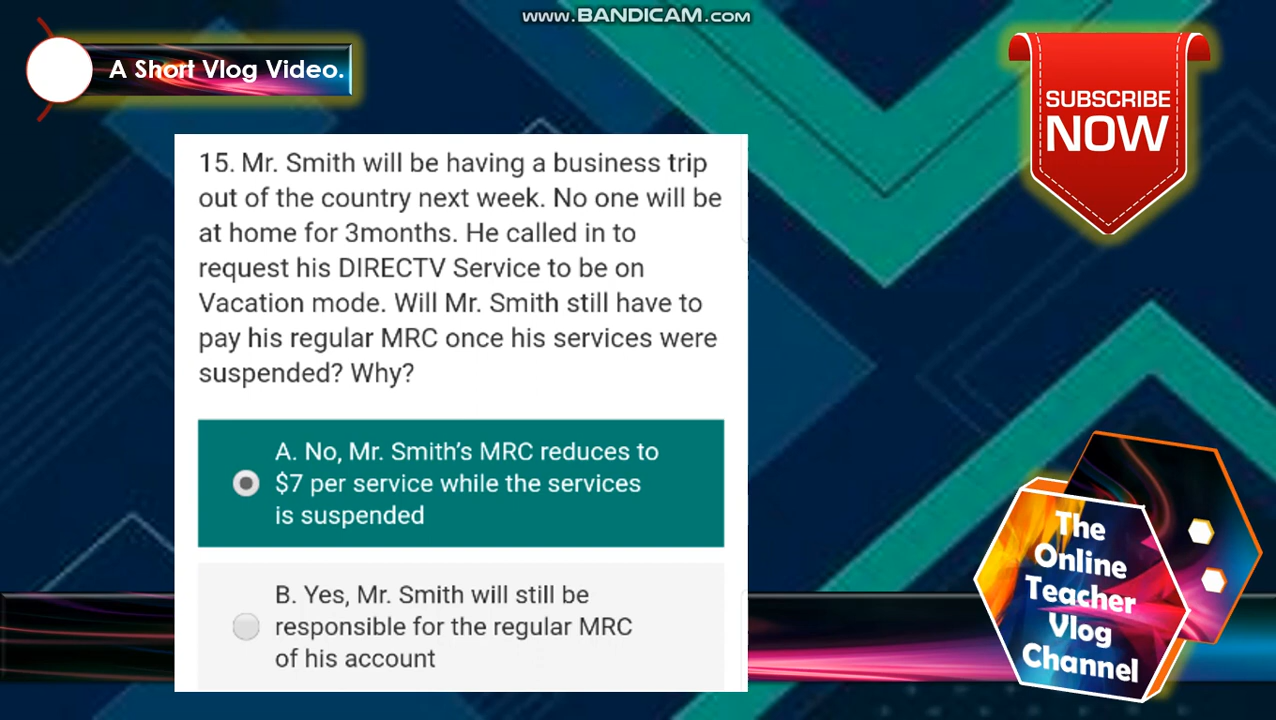 www.BANDICAM.com
A Short Vlog Video.
SUBSCRIBE
NOW
15. Mr. Smith will be having a business trip
out of the country next week. No one will be
at home for 3months. He called in to
request his DIRECTV Service to be on
Vacation mode. Will Mr. Smith still have to
pay his regular MRC once his services were
suspended? Why?
A. No, Mr. Smith's MRC reduces to
$7 per service while the services
is suspended
B. Yes, Mr. Smith will still be
responsible for the regular MRC
of his account
The
Online
Teacher
Vlog
Channel